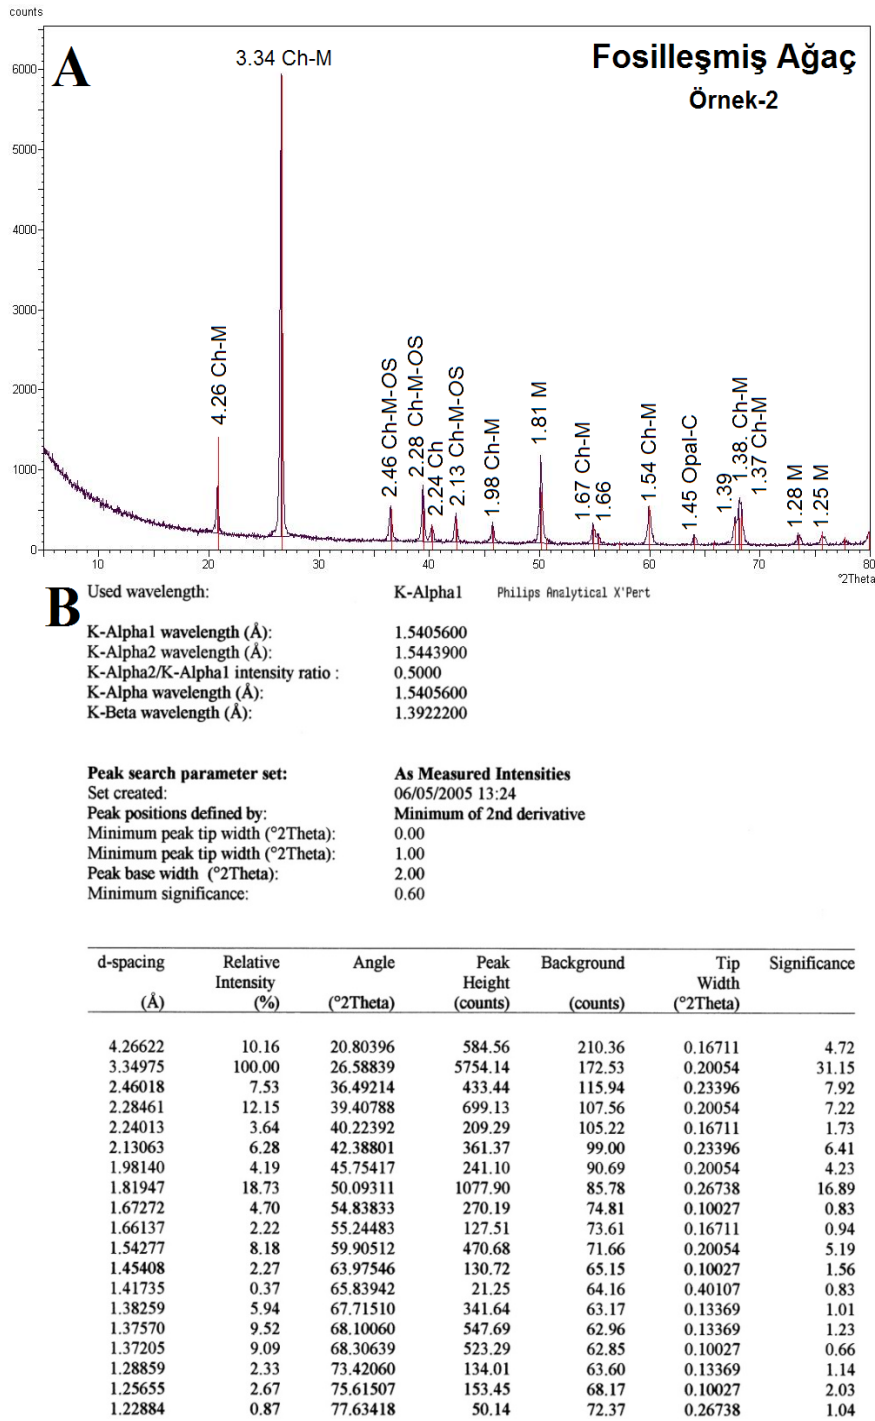 counts
A
3.34 Ch-M
Fosilleşmiş Ağaç
Örnek-2
6000
5000
4000
3000
2000
1000
0
4.26 Ch-M
2.46 Ch-M-OS
2.28 Ch-M-OS
2.24 Ch
2.13 Ch-M-OS
1.98 Ch-M
1.81 M
1.67 Ch-M
1.66
1.54 Ch-M
1.45 Opal-C
1.39
1.38. Ch-M
1.37 Ch-M
1.28 M
1.25 M
10 20 30 40 50 60 70 80
°2Theta
B
Used wavelength: K-Alpha1 Philips Analytical X'Pert
K-Alpha1 wavelength (Å): 1.5405600
K-Alpha2 wavelength (Å): 1.5443900
K-Alpha2/K-Alpha1 intensity ratio : 0.5000
K-Alpha wavelength (Å): 1.5405600
K-Beta wavelength (Å): 1.3922200
Peak search parameter set: As Measured Intensities
Set created: 06/05/2005 13:24
Peak positions defined by: Minimum of 2nd derivative
Minimum peak tip width (°2Theta): 0.00
Minimum peak tip width (°2Theta): 1.00
Peak base width (°2Theta): 2.00
Minimum significance: 0.60
d-spacing Relative Angle Peak Background Tip Significance
Intensity Height Width
(Å) (%) (°2Theta) (counts) (counts) (°2Theta)
4.26622 10.16 20.80396 584.56 210.36 0.16711 4.72
3.34975 100.00 26.58839 5754.14 172.53 0.20054 31.15
2.46018 7.53 36.49214 433.44 115.94 0.23396 7.92
2.28461 12.15 39.40788 699.13 107.56 0.20054 7.22
2.24013 3.64 40.22392 209.29 105.22 0.16711 1.73
2.13063 6.28 42.38801 361.37 99.00 0.23396 6.41
1.98140 4.19 45.75417 241.10 90.69 0.20054 4.23
1.81947 18.73 50.09311 1077.90 85.78 0.26738 16.89
1.67272 4.70 54.83833 270.19 74.81 0.10027 0.83
1.66137 2.22 55.24483 127.51 73.61 0.16711 0.94
1.54277 8.18 59.90512 470.68 71.66 0.20054 5.19
1.45408 2.27 63.97546 130.72 65.15 0.10027 1.56
1.41735 0.37 65.83942 21.25 64.16 0.40107 0.83
1.38259 5.94 67.71510 341.64 63.17 0.13369 1.01
1.37570 9.52 68.10060 547.69 62.96 0.13369 1.23
1.37205 9.09 68.30639 523.29 62.85 0.10027 0.66
1.28859 2.33 73.42060 134.01 63.60 0.13369 1.14
1.25655 2.67 75.61507 153.45 68.17 0.10027 2.03
1.22884 0.87 77.63418 50.14 72.37 0.26738 1.04